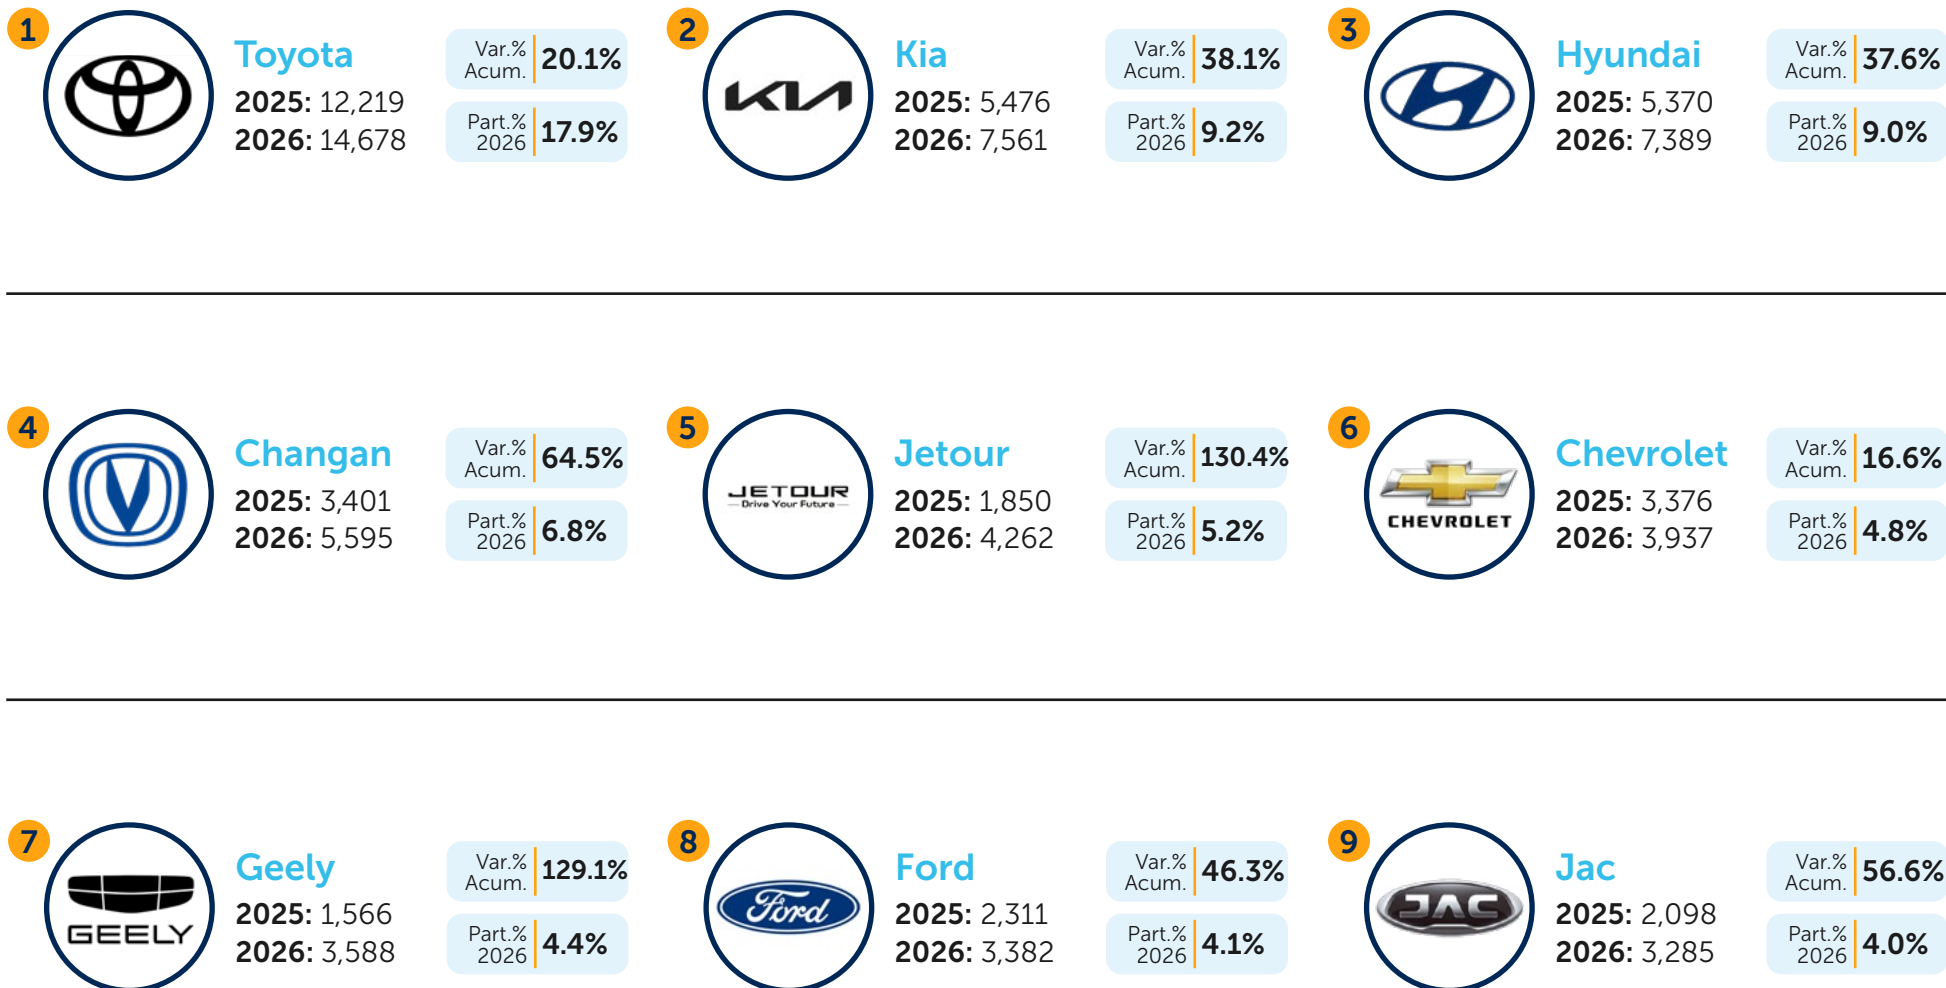 1
Toyota
2025: 12,219
2026: 14,678
Var.%
Acum.
20.1%
Part.%
2026
17.9%
2
KIA
Kia
2025: 5,476
2026: 7,561
Var.%
Acum.
38.1%
Part.%
2026
9.2%
3
Hyundai
2025: 5,370
2026: 7,389
Var.%
Acum.
37.6%
Part.%
2026
9.0%
4
Changan
2025: 3,401
2026: 5,595
Var.%
Acum.
64.5%
Part.%
2026
6.8%
5
JETOUR
Drive Your Future
Jetour
2025: 1,850
2026: 4,262
Var.%
Acum.
130.4%
Part.%
2026
5.2%
6
CHEVROLET
Chevrolet
2025: 3,376
2026: 3,937
Var.%
Acum.
16.6%
Part.%
2026
4.8%
7
GEELY
Geely
2025: 1,566
2026: 3,588
Var.%
Acum.
129.1%
Part.%
2026
4.4%
8
Ford
Ford
2025: 2,311
2026: 3,382
Var.%
Acum.
46.3%
Part.%
2026
4.1%
9
JAC
Jac
2025: 2,098
2026: 3,285
Var.%
Acum.
56.6%
Part.%
2026
4.0%